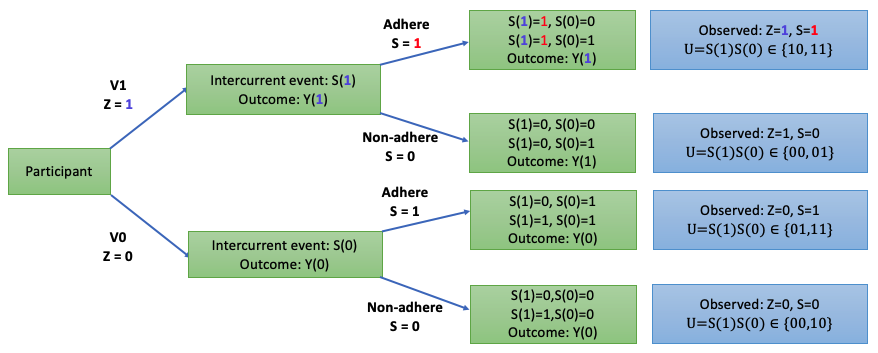 Participant
V1
Z = 1
V0
Z = 0
Intercurrent event: S(1)
Outcome: Y(1)
Intercurrent event: S(0)
Outcome: Y(0)
Adhere
S = 1
Non-adhere
S = 0
Adhere
S = 1
Non-adhere
S = 0
S(1)=1, S(0)=0
S(1)=1, S(0)=1
Outcome: Y(1)
S(1)=0, S(0)=0
S(1)=0, S(0)=1
Outcome: Y(1)
S(1)=0, S(0)=1
S(1)=1, S(0)=1
Outcome: Y(0)
S(1)=0,S(0)=0
S(1)=1,S(0)=0
Outcome: Y(0)
Observed: Z=1, S=1
U=S(1)S(0) ∈ {10, 11}
Observed: Z=1, S=0
U=S(1)S(0) ∈ {00, 01}
Observed: Z=0, S=1
U=S(1)S(0) ∈ {01,11}
Observed: Z=0, S=0
U=S(1)S(0) ∈ {00,10}